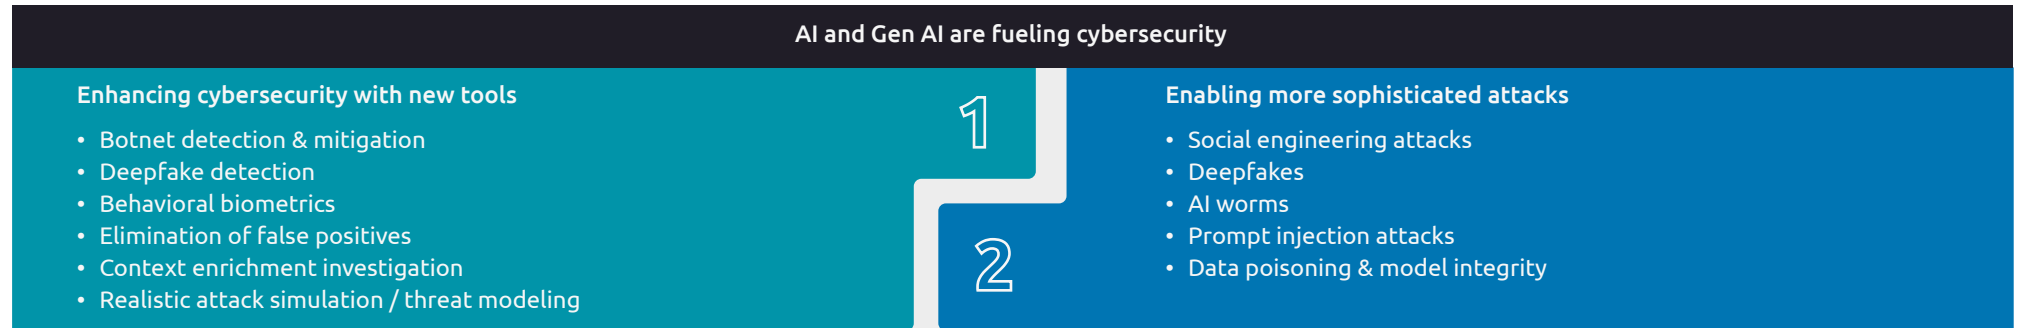 AI and Gen AI are fueling cybersecurity
Enhancing cybersecurity with new tools
• Botnet detection & mitigation
• Deepfake detection
• Behavioral biometrics
• Elimination of false positives
• Context enrichment investigation
• Realistic attack simulation / threat modeling
1
2
Enabling more sophisticated attacks
• Social engineering attacks
• Deepfakes
• AI worms
• Prompt injection attacks
• Data poisoning & model integrity